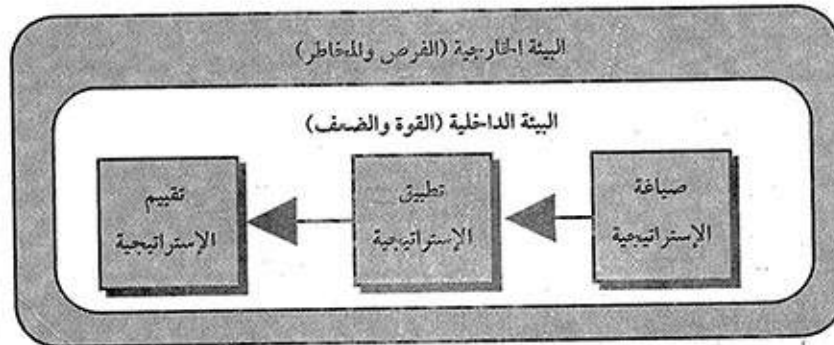 البيئة الخارجية (الفرص والمخاطر)
البيئة الداخلية (القوة والضعف)
صياغة
الإستراتيجية
تطبيق
الإستراتيجية
تقييم
الإستراتيجية